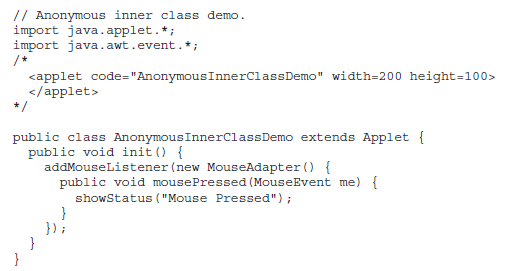 // Anonymous inner class demo.
import java.applet.*;
import java.awt.event.*;
/*
  <applet code="AnonymousInnerClassDemo" width=200 height=100>
  </applet>
*/

public class AnonymousInnerClassDemo extends Applet {
  public void init() {
    addMouseListener(new MouseAdapter() {
      public void mousePressed(MouseEvent me) {
        showStatus("Mouse Pressed");
      }
    });
  }
}